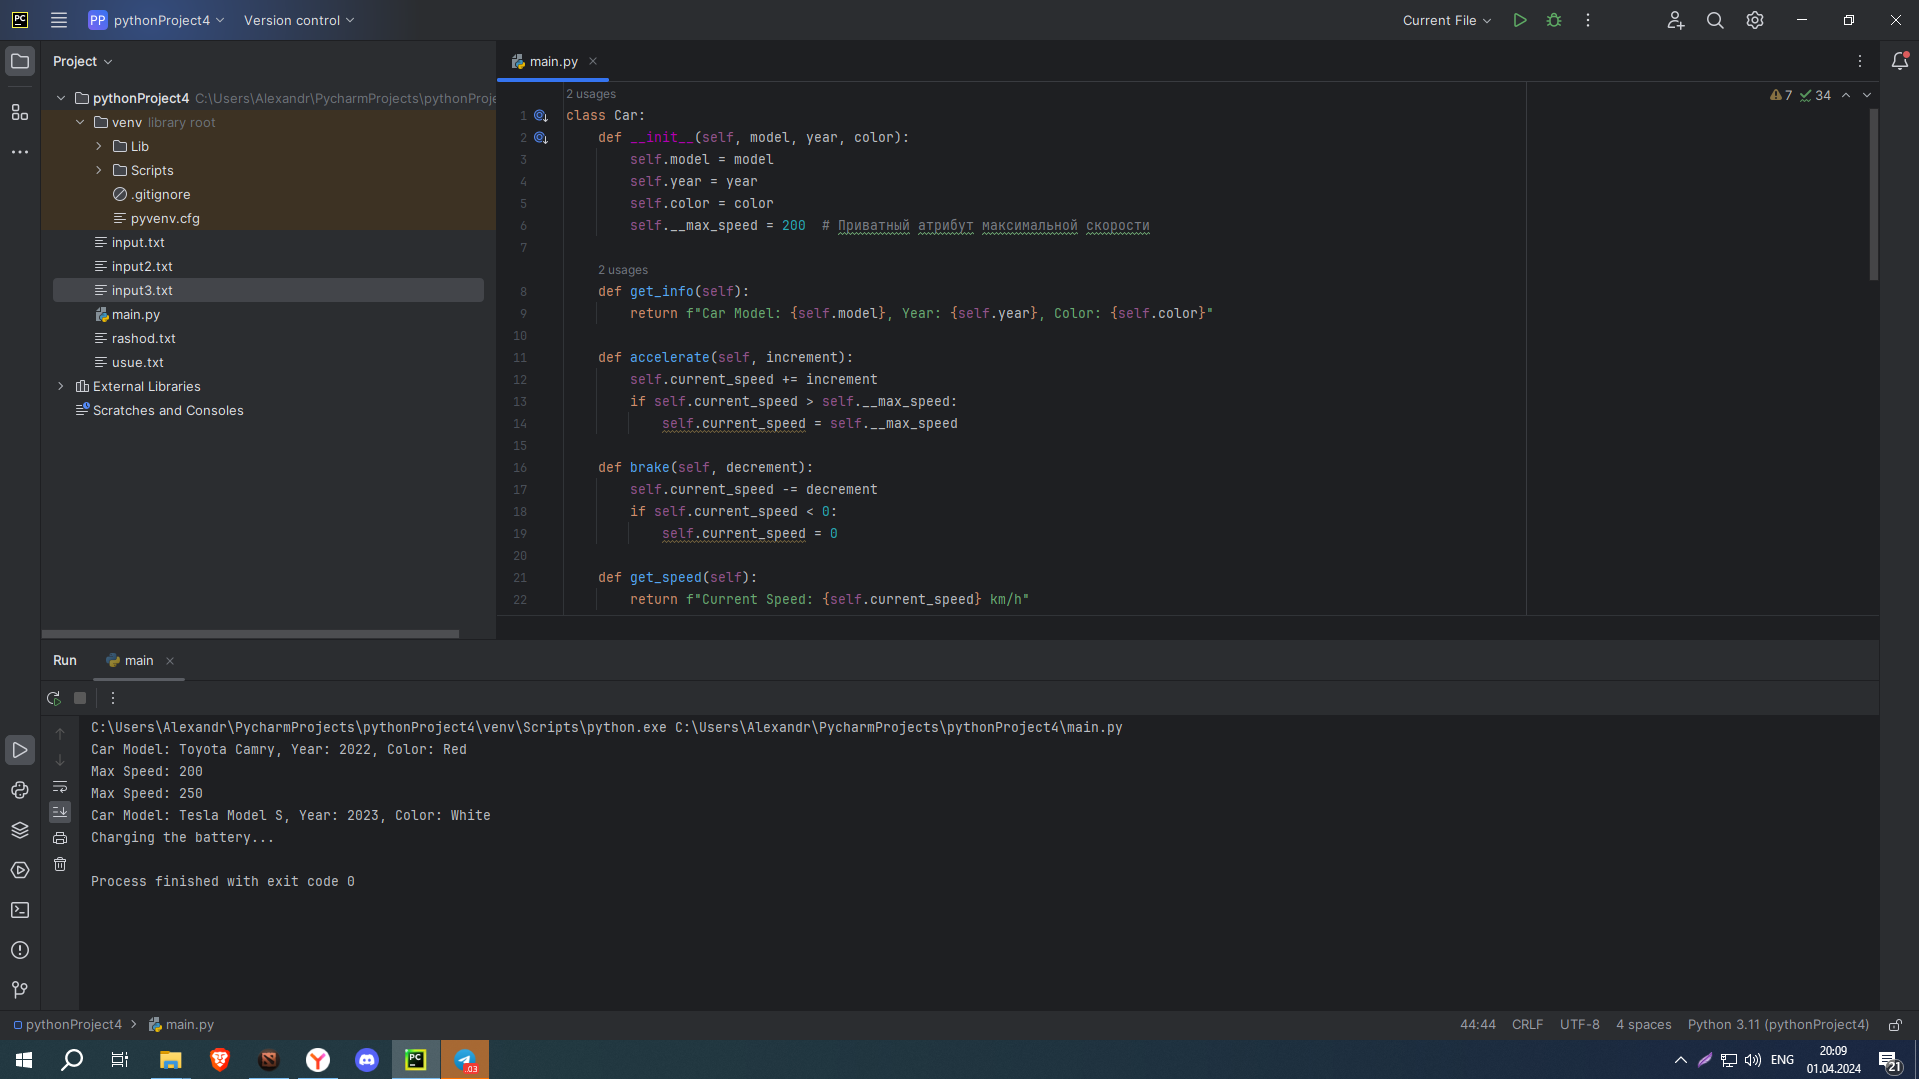 PC
PP pythonProject4
Version control
Current File
Project
main.py
pythonProject4 C:\Users\Alexandr\PycharmProjects\pythonProje
venv library root
Lib
Scripts
.gitignore
pyvenv.cfg
input.txt
input2.txt
input3.txt
main.py
rashod.txt
usue.txt
External Libraries
Scratches and Consoles
2 usages
7 34
1 class Car:
2 def __init__(self, model, year, color):
3 self.model = model
4 self.year = year
5 self.color = color
6 self.__max_speed = 200 # Приватный атрибут максимальной скорости
7
2 usages
8 def get_info(self):
9 return f"Car Model: {self.model}, Year: {self.year}, Color: {self.color}"
10
11 def accelerate(self, increment):
12 self.current_speed += increment
13 if self.current_speed > self.__max_speed:
14 self.current_speed = self.__max_speed
15
16 def brake(self, decrement):
17 self.current_speed -= decrement
18 if self.current_speed < 0:
19 self.current_speed = 0
20
21 def get_speed(self):
22 return f"Current Speed: {self.current_speed} km/h"
Run main
C:\Users\Alexandr\PycharmProjects\pythonProject4\venv\Scripts\python.exe C:\Users\Alexandr\PycharmProjects\pythonProject4\main.py
Car Model: Toyota Camry, Year: 2022, Color: Red
Max Speed: 200
Max Speed: 250
Car Model: Tesla Model S, Year: 2023, Color: White
Charging the battery...
Process finished with exit code 0
pythonProject4 main.py
44:44 CRLF UTF-8 4 spaces Python 3.11 (pythonProject4)
PC
.03
ENG
20:09
01.04.2024
21